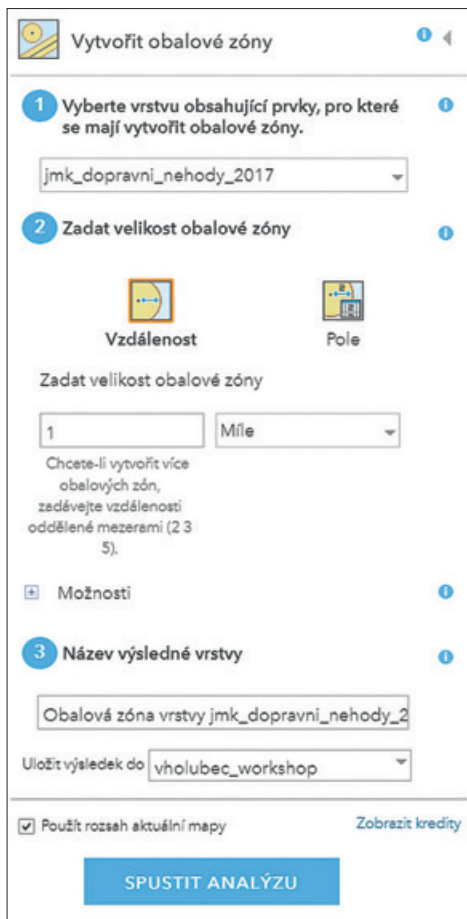 Vytvořit obalové zóny
1 Vyberte vrstvu obsahující prvky, pro které
se mají vytvořit obalové zóny.
jmk_dopravni_nehody_2017
2 Zadat velikost obalové zóny
Vzdálenost Pole
Zadat velikost obalové zóny
1 Míle
Chcete-li vytvořit více
obalových zón,
zadávejte vzdálenosti
oddělené mezerami (2 3
5).
Možnosti
3 Název výsledné vrstvy
Obalová zóna vrstvy jmk_dopravni_nehody_2
Uložit výsledek do vholubec_workshop
Použít rozsah aktuální mapy Zobrazit kredity
SPUSTIT ANALÝZU